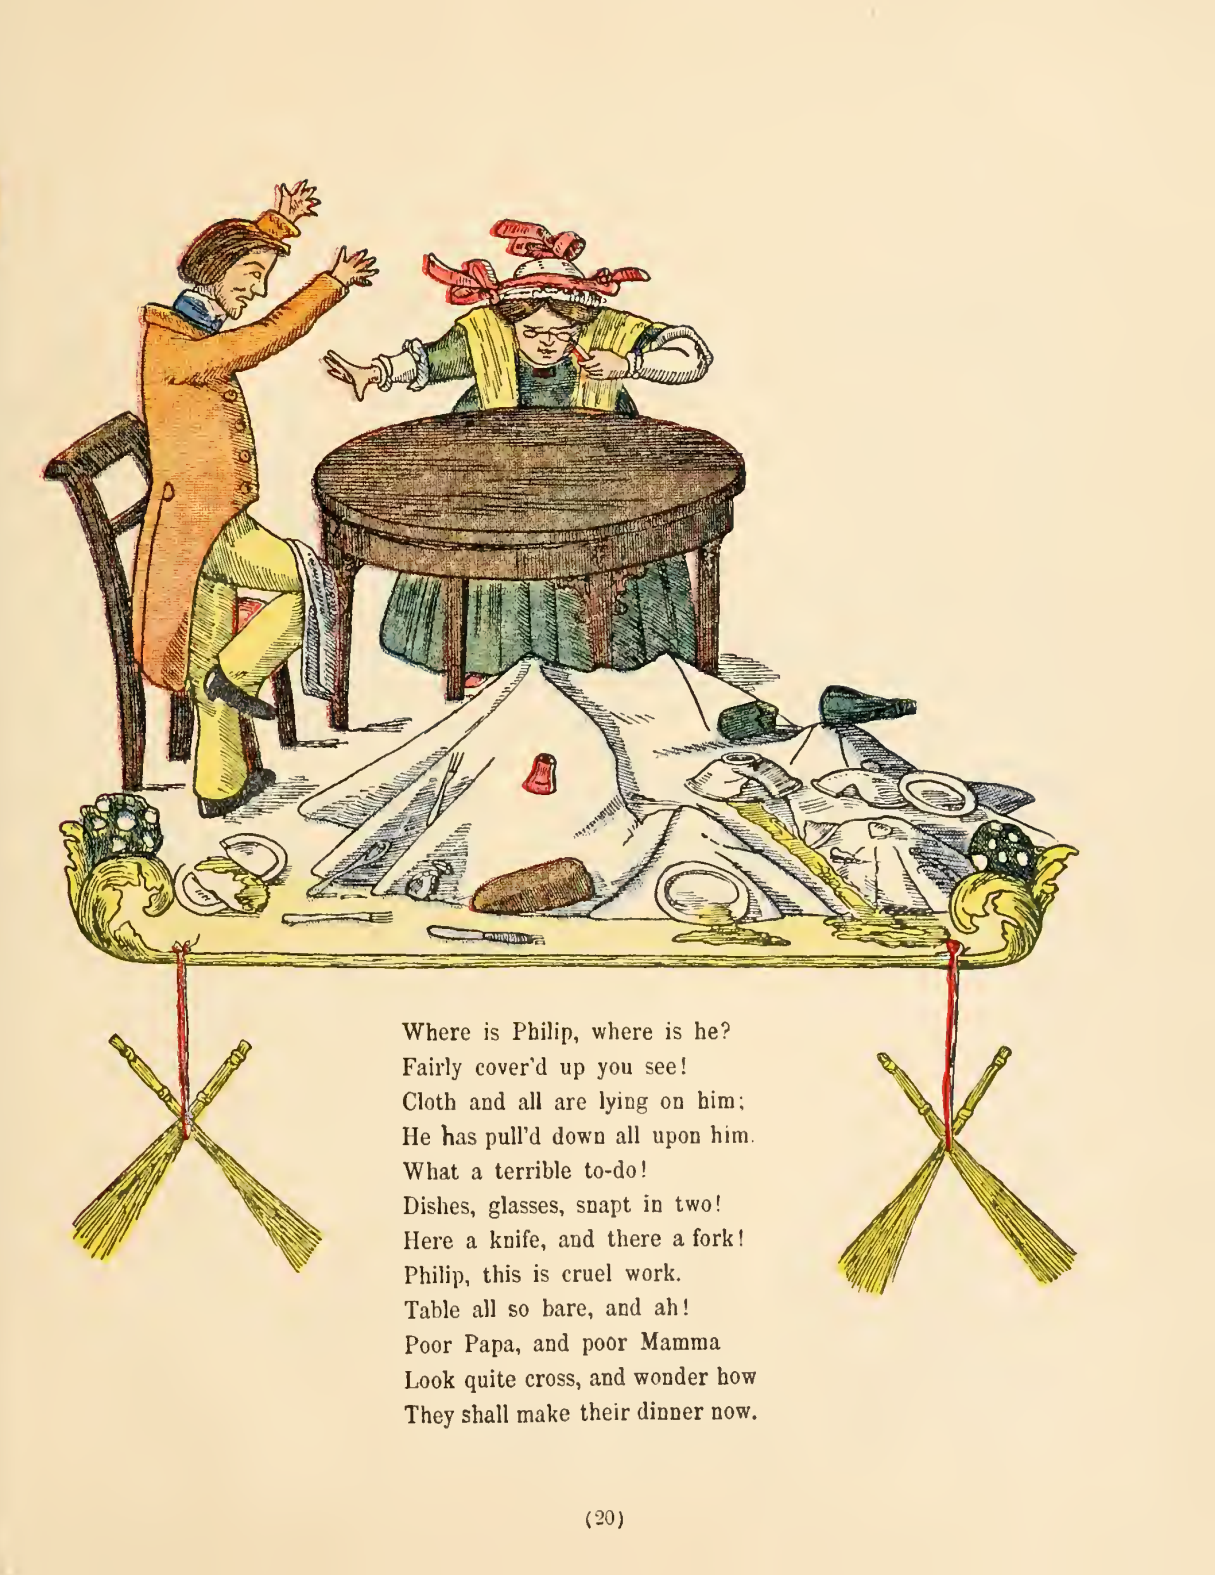 Where is Philip, where is he?
Fairly cover'd up you see!
Cloth and all are lying on him;
He has pull'd down all upon him.
What a terrible to-do!
Dishes, glasses, snapt in two!
Here a knife, and there a fork!
Philip, this is cruel work.
Table all so bare, and ah!
Poor Papa, and poor Mamma
Look quite cross, and wonder how
They shall make their dinner now.
(20)